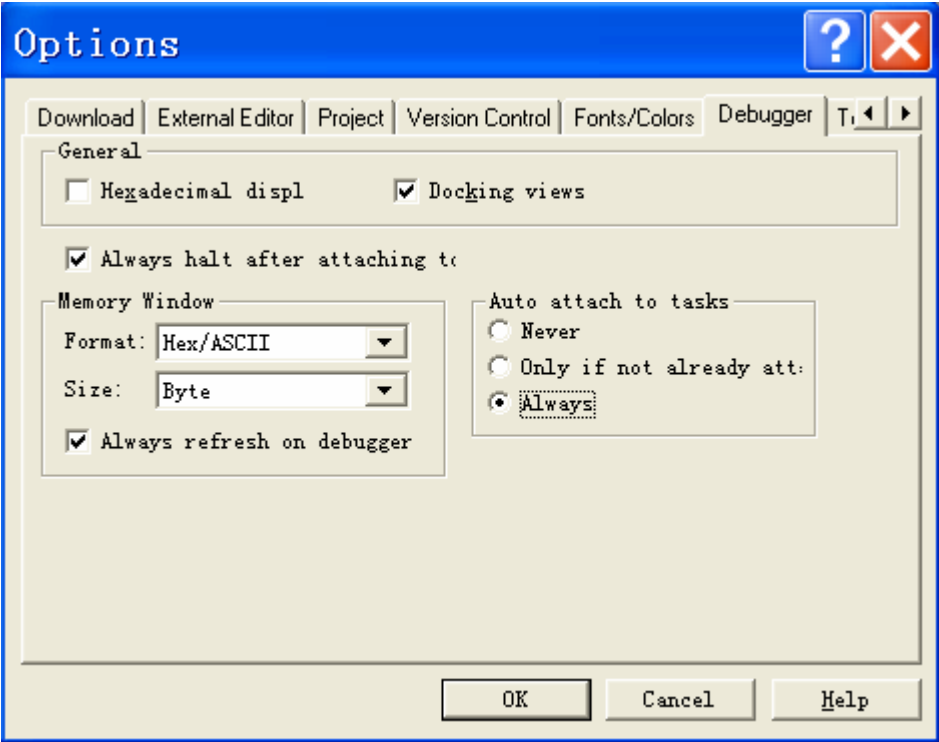 Options
Download External Editor Project Version Control Fonts/Colors Debugger
General
Hexadecimal displ Docking views
Always halt after attaching to
Memory Window
Format: Hex/ASCII
Size: Byte
Always refresh on debugger
Auto attach to tasks
Never
Only if not already att
Always
OK Cancel Help